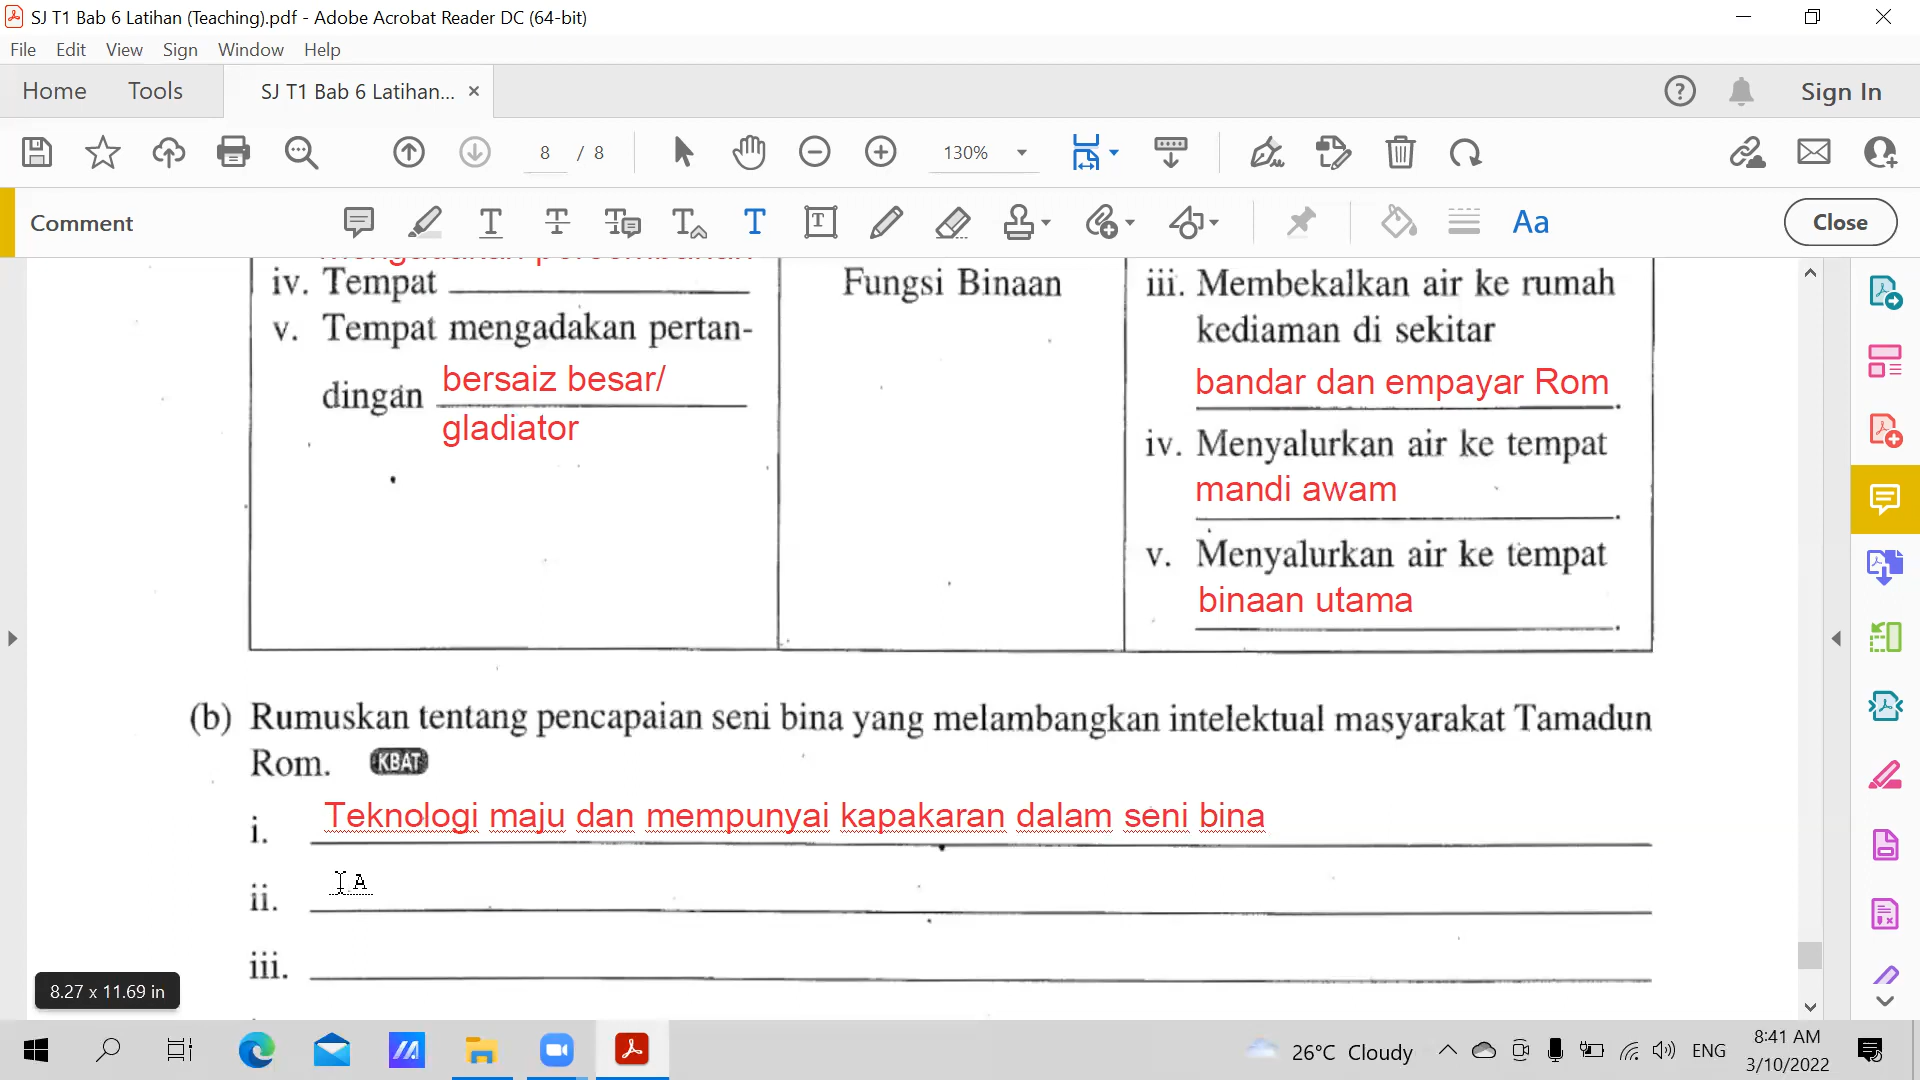 SJ T1 Bab 6 Latihan (Teaching).pdf - Adobe Acrobat Reader DC (64-bit)
File Edit View Sign Window Help
Home Tools SJ T1 Bab 6 Latihan... × Sign In
8 / 8 130%
Comment Close
mengadakan persembahan
iv. Tempat
v. Tempat mengadakan pertan-
dingan bersaiz besar/
gladiator
Fungsi Binaan
iii. Membekalkan air ke rumah
kediaman di sekitar
bandar dan empayar Rom.
iv. Menyalurkan air ke tempat
mandi awam.
v. Menyalurkan air ke tempat
binaan utama.
(b) Rumuskan tentang pencapaian seni bina yang melambangkan intelektual masyarakat Tamadun
Rom. KBAT
i. Teknologi maju dan mempunyai kapakaran dalam seni bina
ii.
iii.
8.27 x 11.69 in
26°C Cloudy ENG 8:41 AM
3/10/2022